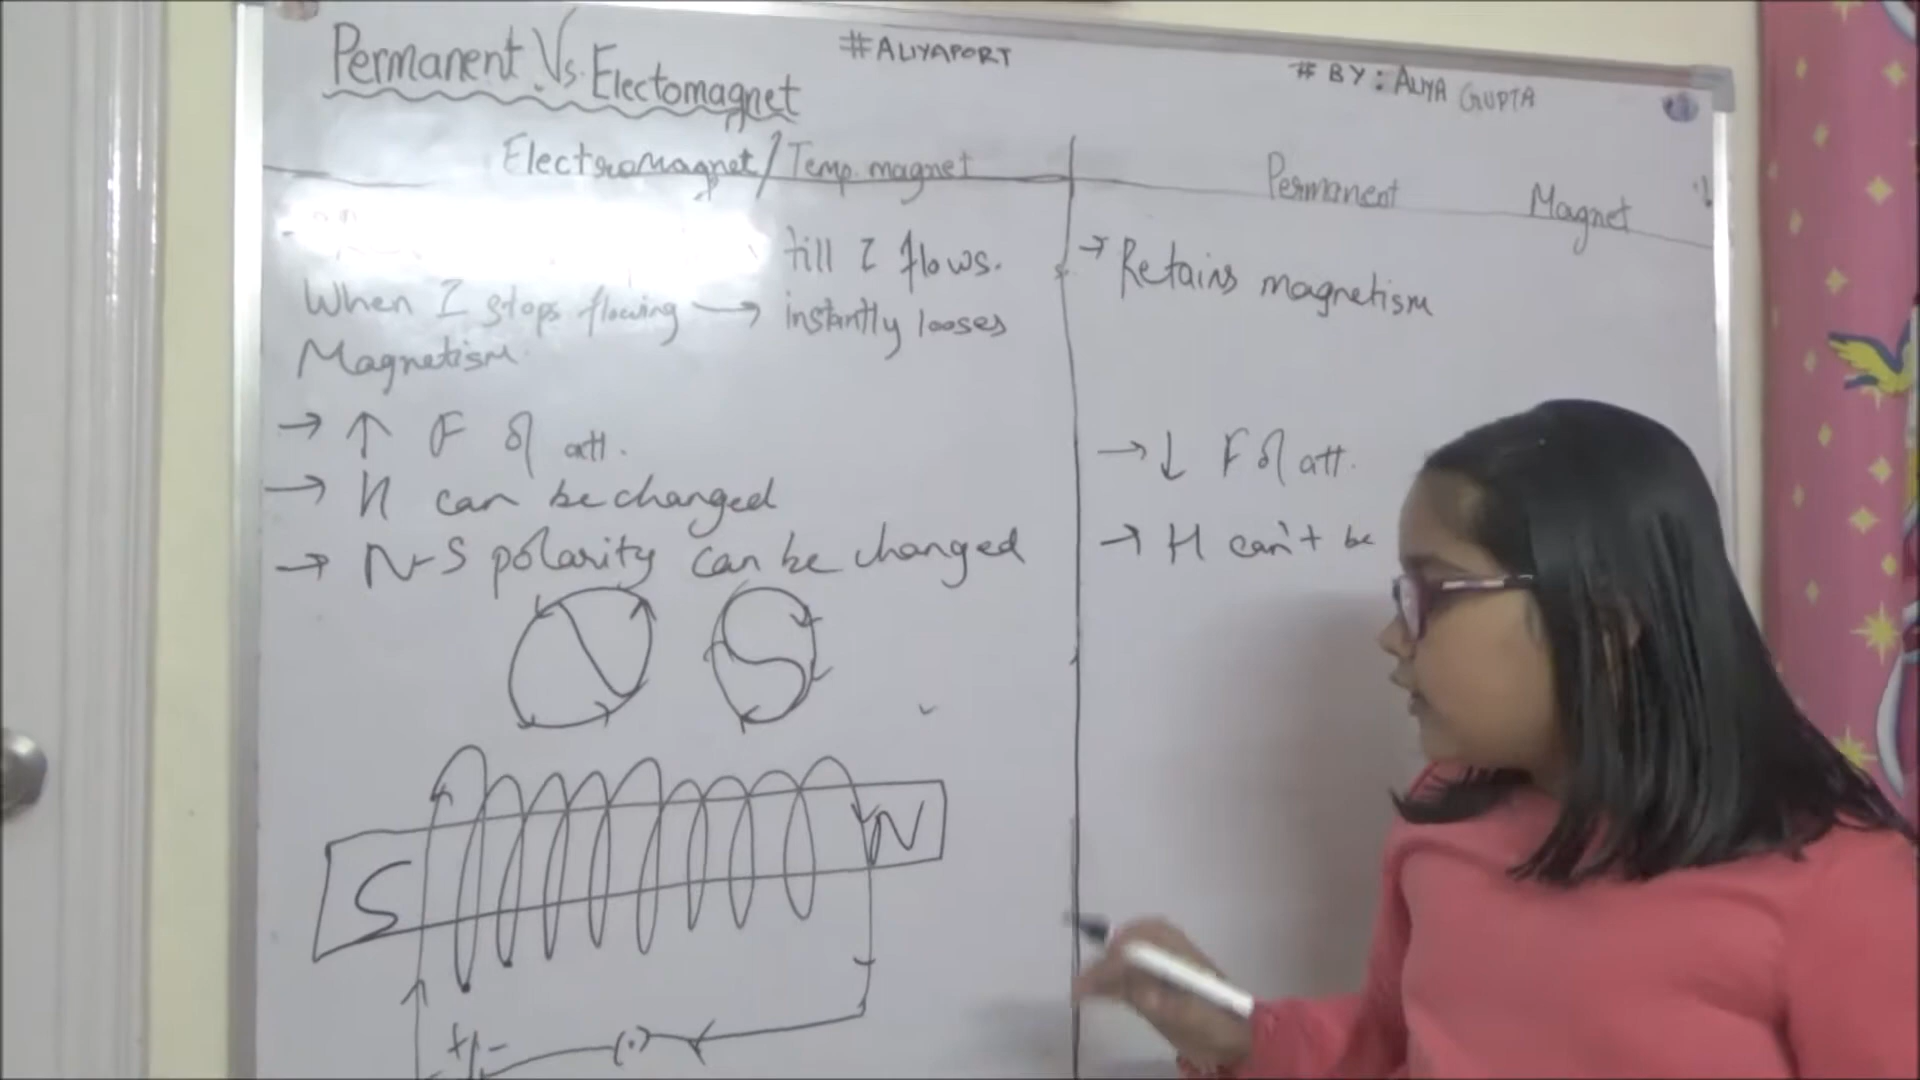 Permanent Vs. Electomagnet
#ALIYAPORT
# BY : ALIYA GUPTA
Electromagnet / Temp. magnet
Permanent Magnet
till I flows.
When I stops flowing → instantly looses
Magnetism.
→ ↑ F of att.
→ H can be changed
→ N-S polarity can be changed
N S
S N
+ -
→ Retains magnetism
→ ↓ F of att.
→ H can't be